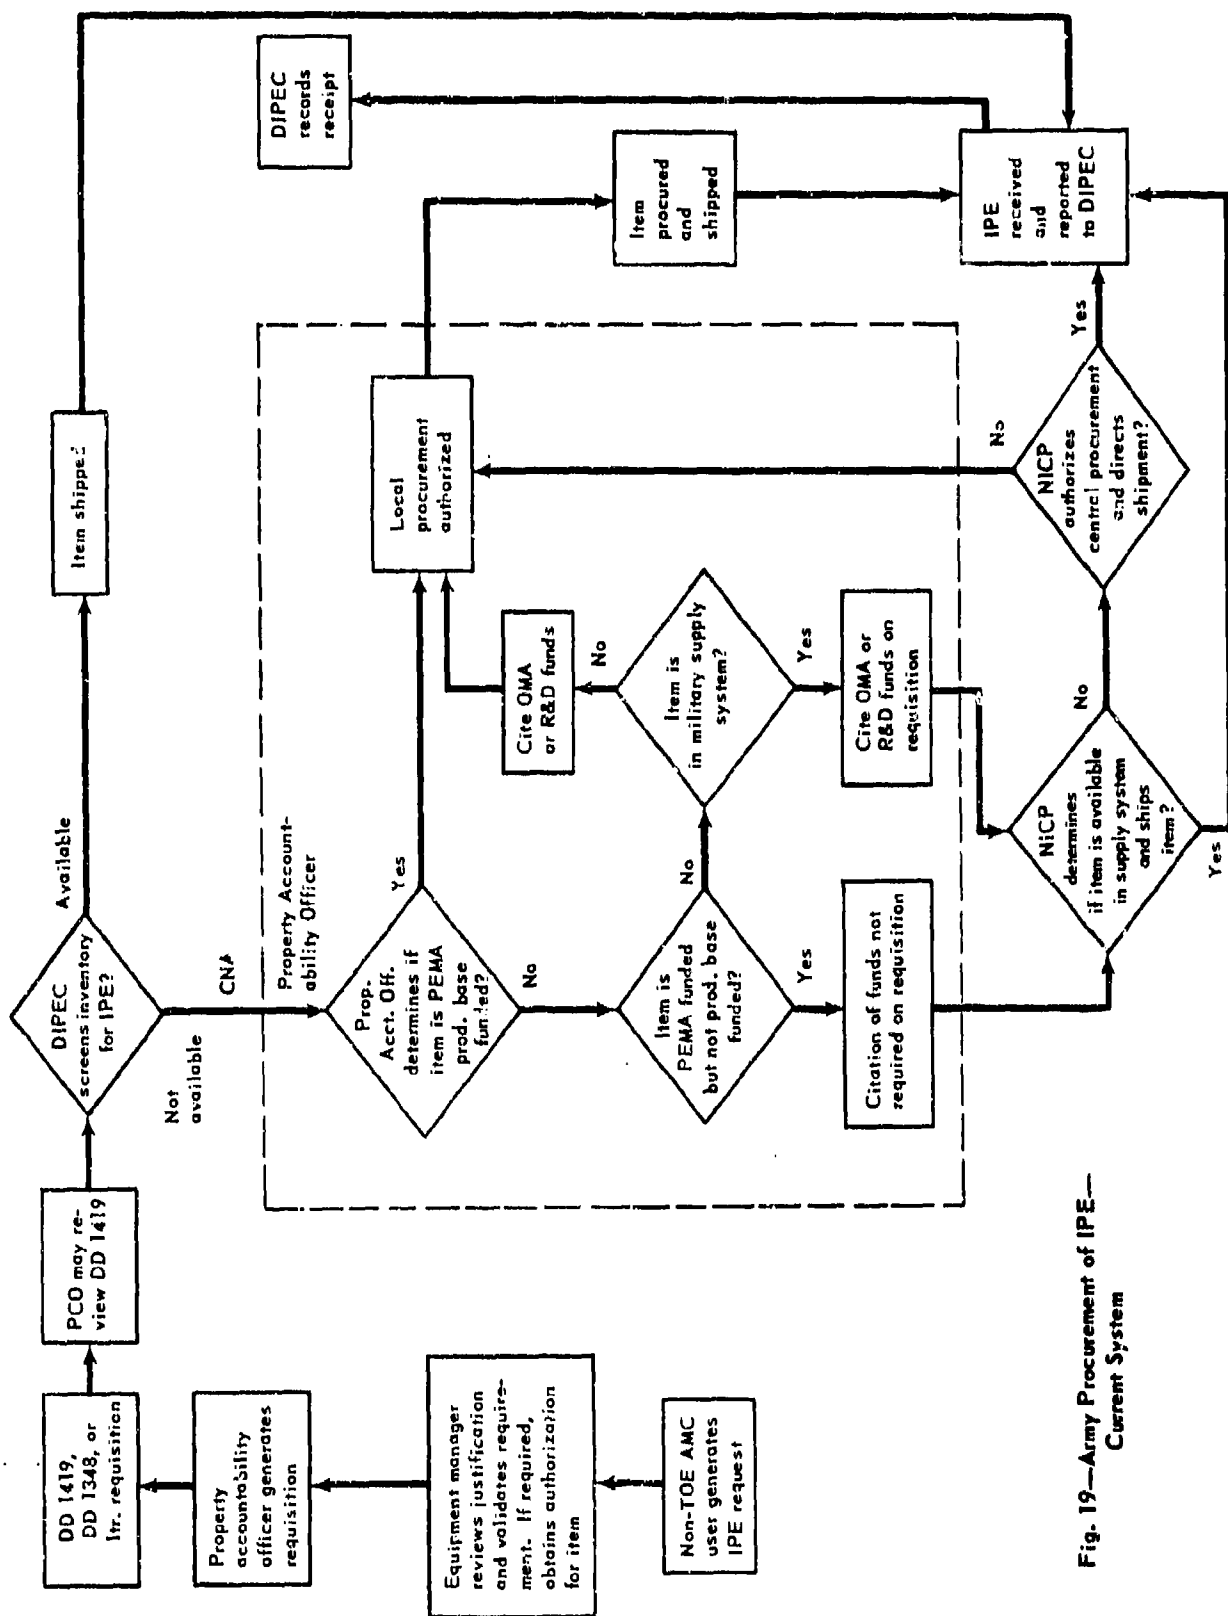 Non-TOE AMC
user generates
IPE request
Equipment manager
reviews justification
and validates require-
ment. If required,
obtains authorization
for item
Property
accountability
officer generates
requisition
DD 1419,
DD 1348, or
ltr. requisition
PCO may re-
view DD 1419
DIPEC
screens inventory
for IPE?
Available
Item shipped
Not
available
CNA
Property Account-
ability Officer
Prop.
Acct. Off.
determines if
item is PEMA
prod. base
funded?
Yes
No
Local
procurement
authorized
Item
procured
and
shipped
DIPEC
records
receipt
Item is
PEMA funded
but not prod. base
funded?
No
Yes
Item is
in military supply
system?
No
Yes
Cite OMA
or R&D funds
Cite OMA or
R&D funds on
requisition
Citation of funds not
required on requisition
NICP
determines
if item is available
in supply system
and ships
item?
No
Yes
NICP
authorizes
central procurement
and directs
shipment?
No
Yes
IPE
received
and
reported
to DIPEC
Fig. 19—Army Procurement of IPE—
Current System